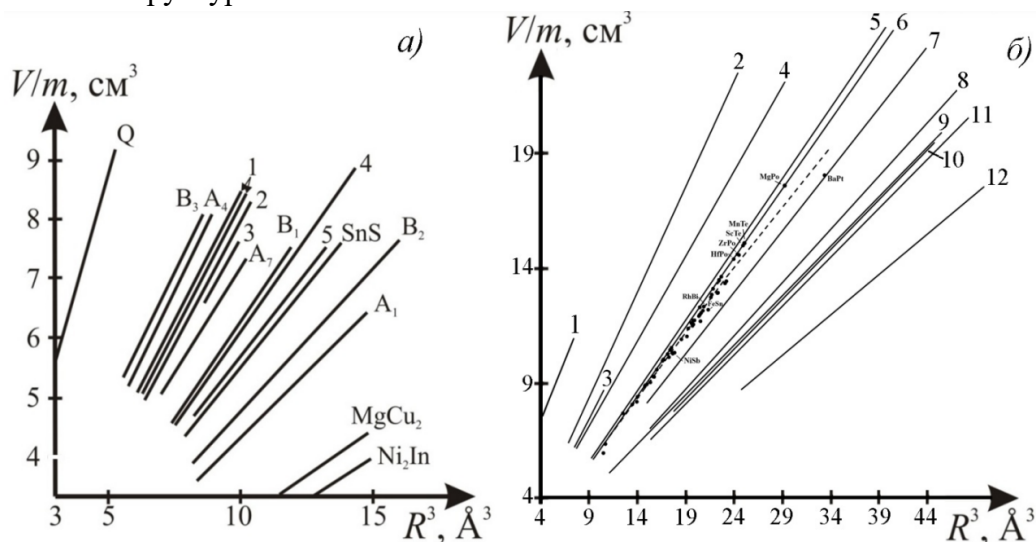 а)
V/m, см³
Q
9
8
7
6
5
4
B₃ A₄
1
2
3
A₇
4
B₁
5 SnS
B₂
A₁
MgCu₂
Ni₂In
3 5 10 15
R³, Å³
б)
V/m, см³
19
14
9
4
1
2
3
4
5
6
7
8
9
10
11
12
MgPo
BaPt
MnTe
ScTe
ZrPo
HfPo
RhBi
FeSn
NiSb
4 9 14 19 24 29 34 39 44
R³, Å³